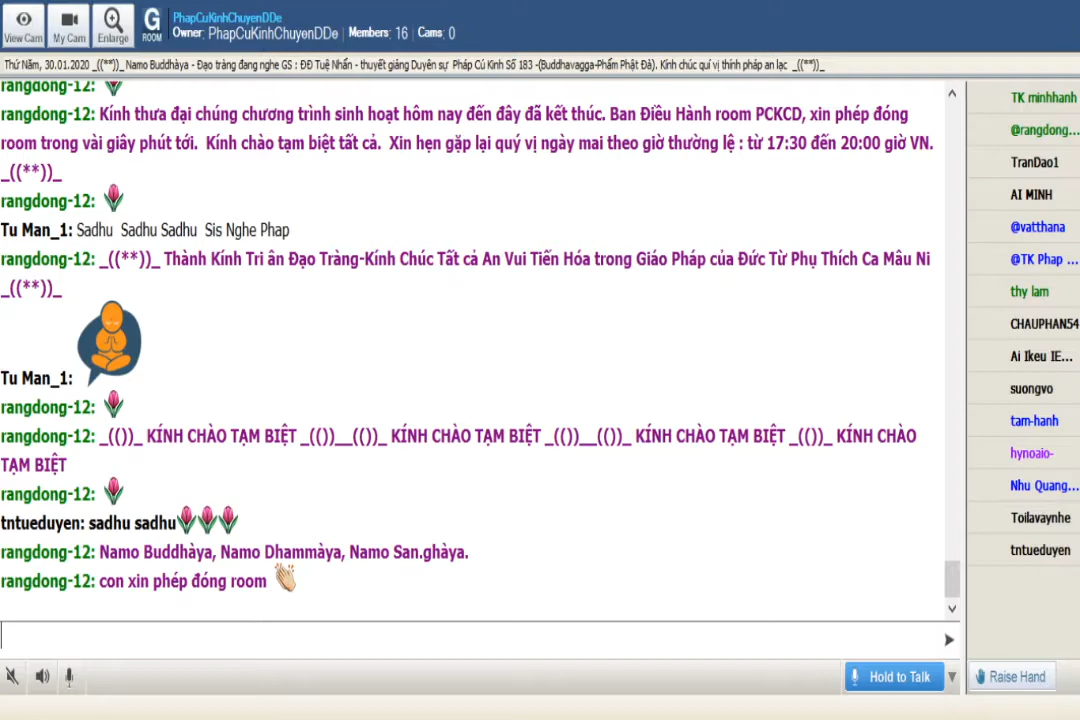 View Cam
My Cam
Enlarge
G
ROOM
PhapCuKinhChuyenDDe
Owner: PhapCuKinhChuyenDDe | Members: 16 | Cams: 0
Thứ Năm, 30.01.2020 _((**))_ Namo Buddhàya - Đạo tràng đang nghe GS : ĐĐ Tuệ Nhẫn - thuyết giảng Duyên sự Pháp Cú Kinh Số 183 -(Buddhavagga-Phẩm Phật Đà). Kính chúc quí vị thính pháp an lạc _((**))_
rangdong-12:
rangdong-12: Kính thưa đại chúng chương trình sinh hoạt hôm nay đến đây đã kết thúc. Ban Điều Hành room PCKCD, xin phép đóng
room trong vài giây phút tới. Kính chào tạm biệt tất cả. Xin hẹn gặp lại quý vị ngày mai theo giờ thường lệ : từ 17:30 đến 20:00 giờ VN.
_((**))_
rangdong-12:
Tu Man_1: Sadhu Sadhu Sadhu Sis Nghe Phap
rangdong-12: _((**))_ Thành Kính Tri ân Đạo Tràng-Kính Chúc Tất cả An Vui Tiến Hóa trong Giáo Pháp của Đức Từ Phụ Thích Ca Mâu Ni
_((**))_
Tu Man_1:
rangdong-12:
rangdong-12: _(())_ KÍNH CHÀO TẠM BIỆT _(())__(())_ KÍNH CHÀO TẠM BIỆT _(())__(())_ KÍNH CHÀO TẠM BIỆT _(())_ KÍNH CHÀO
TẠM BIỆT
rangdong-12:
tntueduyen: sadhu sadhu
rangdong-12: Namo Buddhàya, Namo Dhammàya, Namo San.ghàya.
rangdong-12: con xin phép đóng room
TK minhhanh
@rangdong...
TranDao1
AI MINH
@vatthana
@TK Phap ...
thy lam
CHAUPHAN54
Ai Ikeu IE...
suongvo
tam-hanh
hynoaio-
Nhu Quang...
Toilavaynhe
tntueduyen
Hold to Talk
Raise Hand